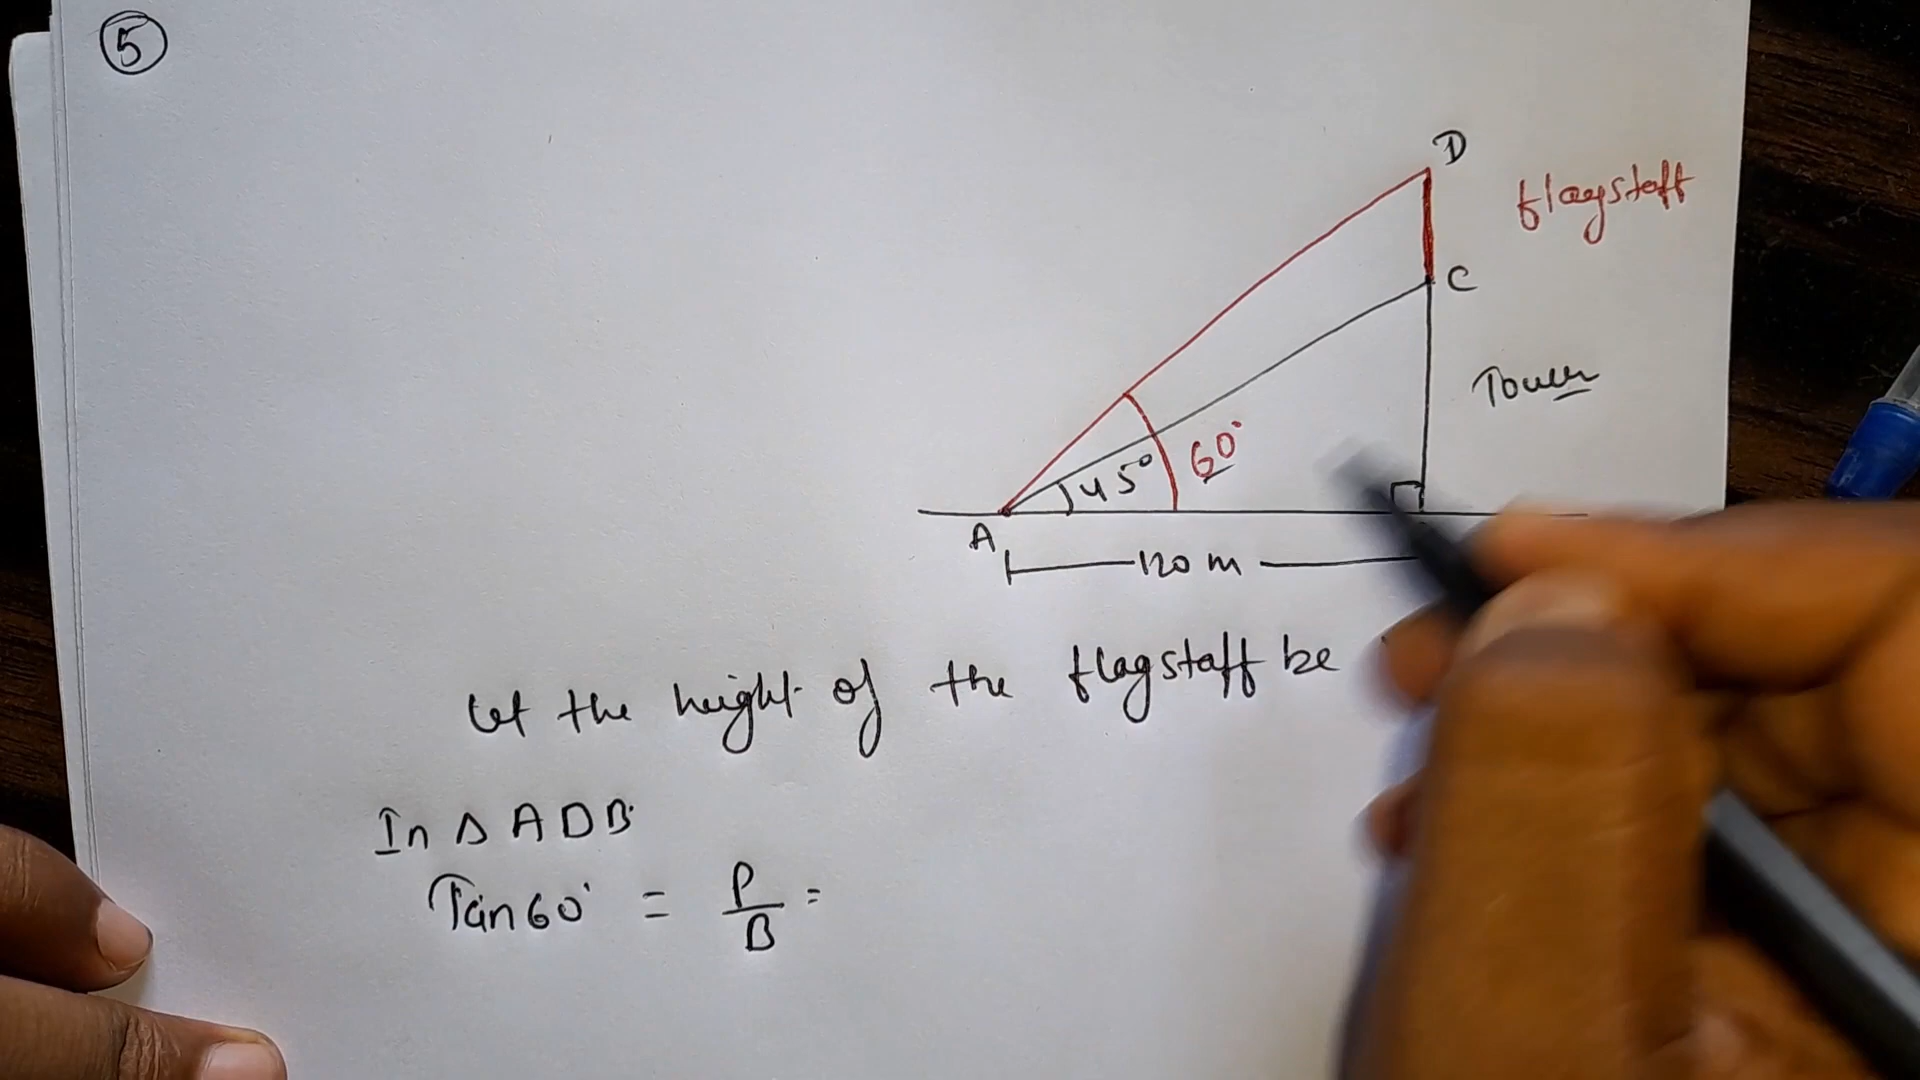 5
D
flagstaff
C
Tower
60°
45°
A
120 m
Let the height of the flagstaff be
In Δ ADB
Tan60° = P/B =